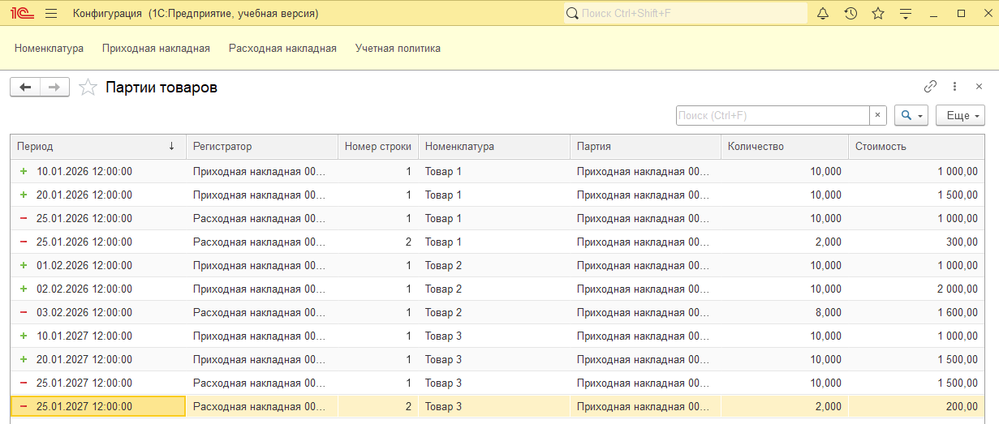 1С Конфигурация (1С:Предприятие, учебная версия) Поиск Ctrl+Shift+F
Номенклатура Приходная накладная Расходная накладная Учетная политика
Партии товаров
Поиск (Ctrl+F) × Еще
Период ↓ Регистратор Номер строки Номенклатура Партия Количество Стоимость
+ 10.01.2026 12:00:00 Приходная накладная 00... 1 Товар 1 Приходная накладная 00... 10,000 1 000,00
+ 20.01.2026 12:00:00 Приходная накладная 00... 1 Товар 1 Приходная накладная 00... 10,000 1 500,00
− 25.01.2026 12:00:00 Расходная накладная 00... 1 Товар 1 Приходная накладная 00... 10,000 1 000,00
− 25.01.2026 12:00:00 Расходная накладная 00... 2 Товар 1 Приходная накладная 00... 2,000 300,00
+ 01.02.2026 12:00:00 Приходная накладная 00... 1 Товар 2 Приходная накладная 00... 10,000 1 000,00
+ 02.02.2026 12:00:00 Приходная накладная 00... 1 Товар 2 Приходная накладная 00... 10,000 2 000,00
− 03.02.2026 12:00:00 Расходная накладная 00... 1 Товар 2 Приходная накладная 00... 8,000 1 600,00
+ 10.01.2027 12:00:00 Приходная накладная 00... 1 Товар 3 Приходная накладная 00... 10,000 1 000,00
+ 20.01.2027 12:00:00 Приходная накладная 00... 1 Товар 3 Приходная накладная 00... 10,000 1 500,00
− 25.01.2027 12:00:00 Расходная накладная 00... 1 Товар 3 Приходная накладная 00... 10,000 1 500,00
− 25.01.2027 12:00:00 Расходная накладная 00... 2 Товар 3 Приходная накладная 00... 2,000 200,00